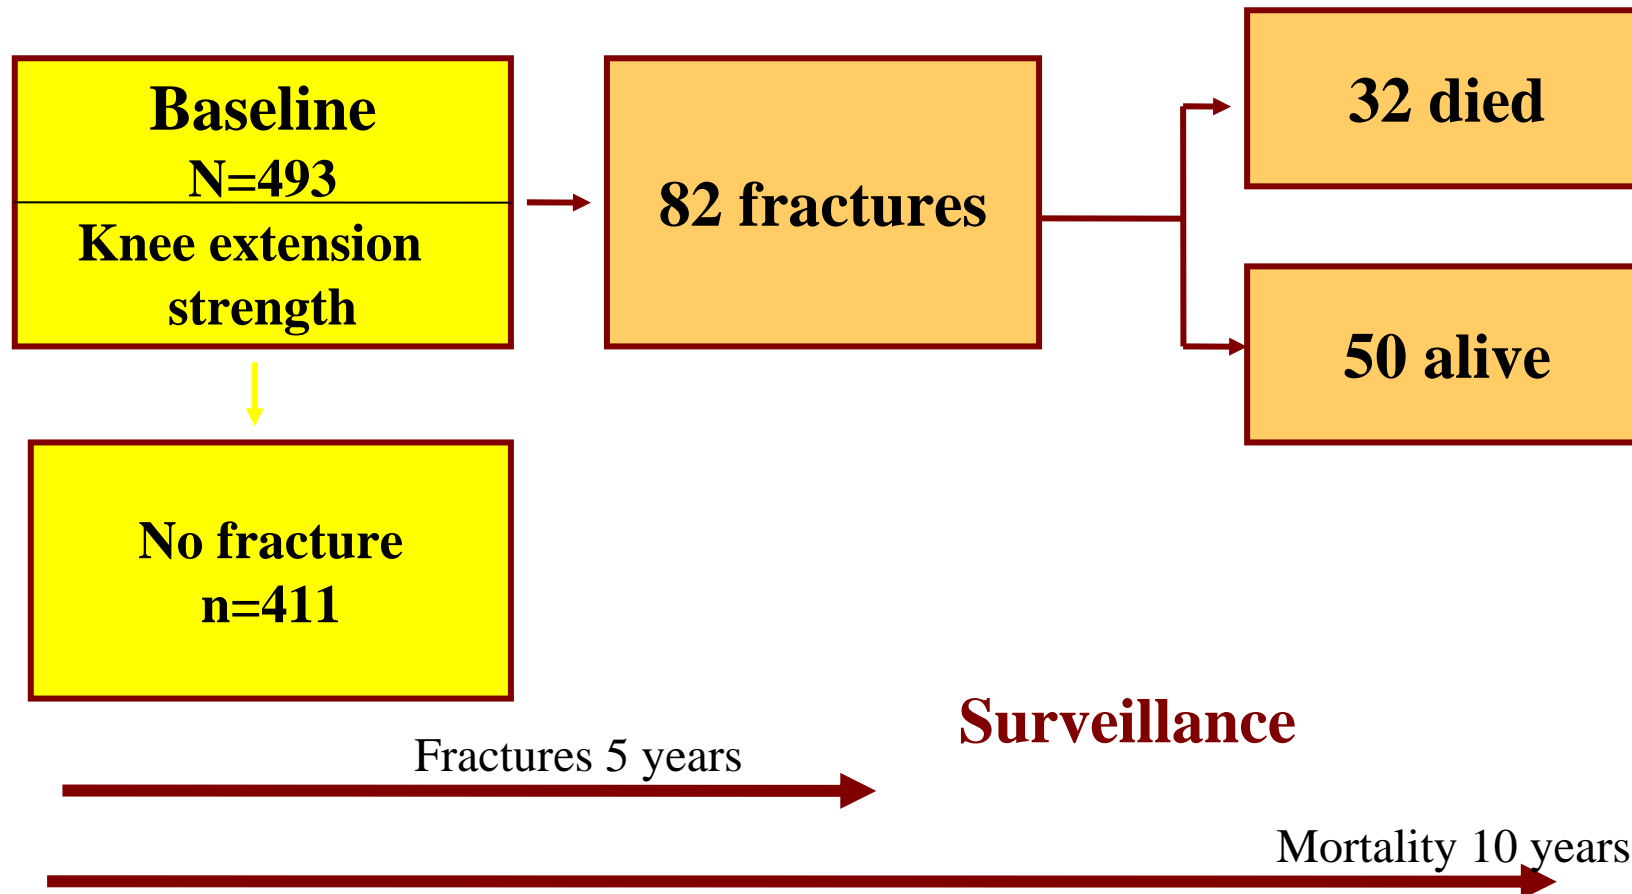 Baseline
N=493
Knee extension
strength
82 fractures
32 died
50 alive
No fracture
n=411
Surveillance
Fractures 5 years
Mortality 10 years